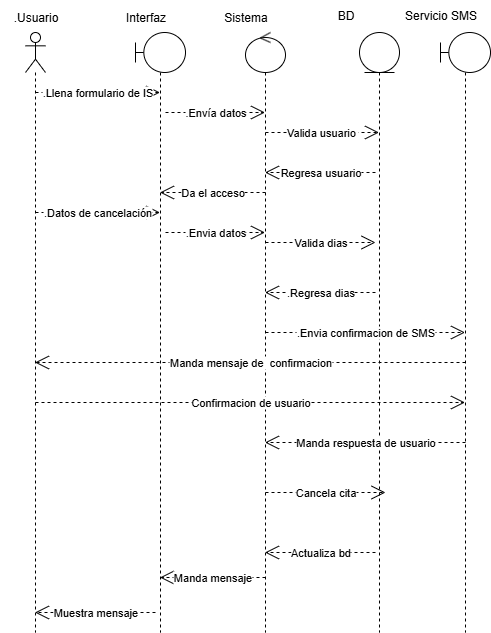 .Usuario
Interfaz
Sistema
BD
Servicio SMS
.Llena formulario de IS
.Envía datos
Valida usuario
Regresa usuario
Da el acceso
.Datos de cancelación
.Envia datos
Valida dias
.Regresa dias
.Envia confirmacion de SMS
Manda mensaje de confirmacion
Confirmacion de usuario
Manda respuesta de usuario
Cancela cita
Actualiza bd
Manda mensaje
Muestra mensaje